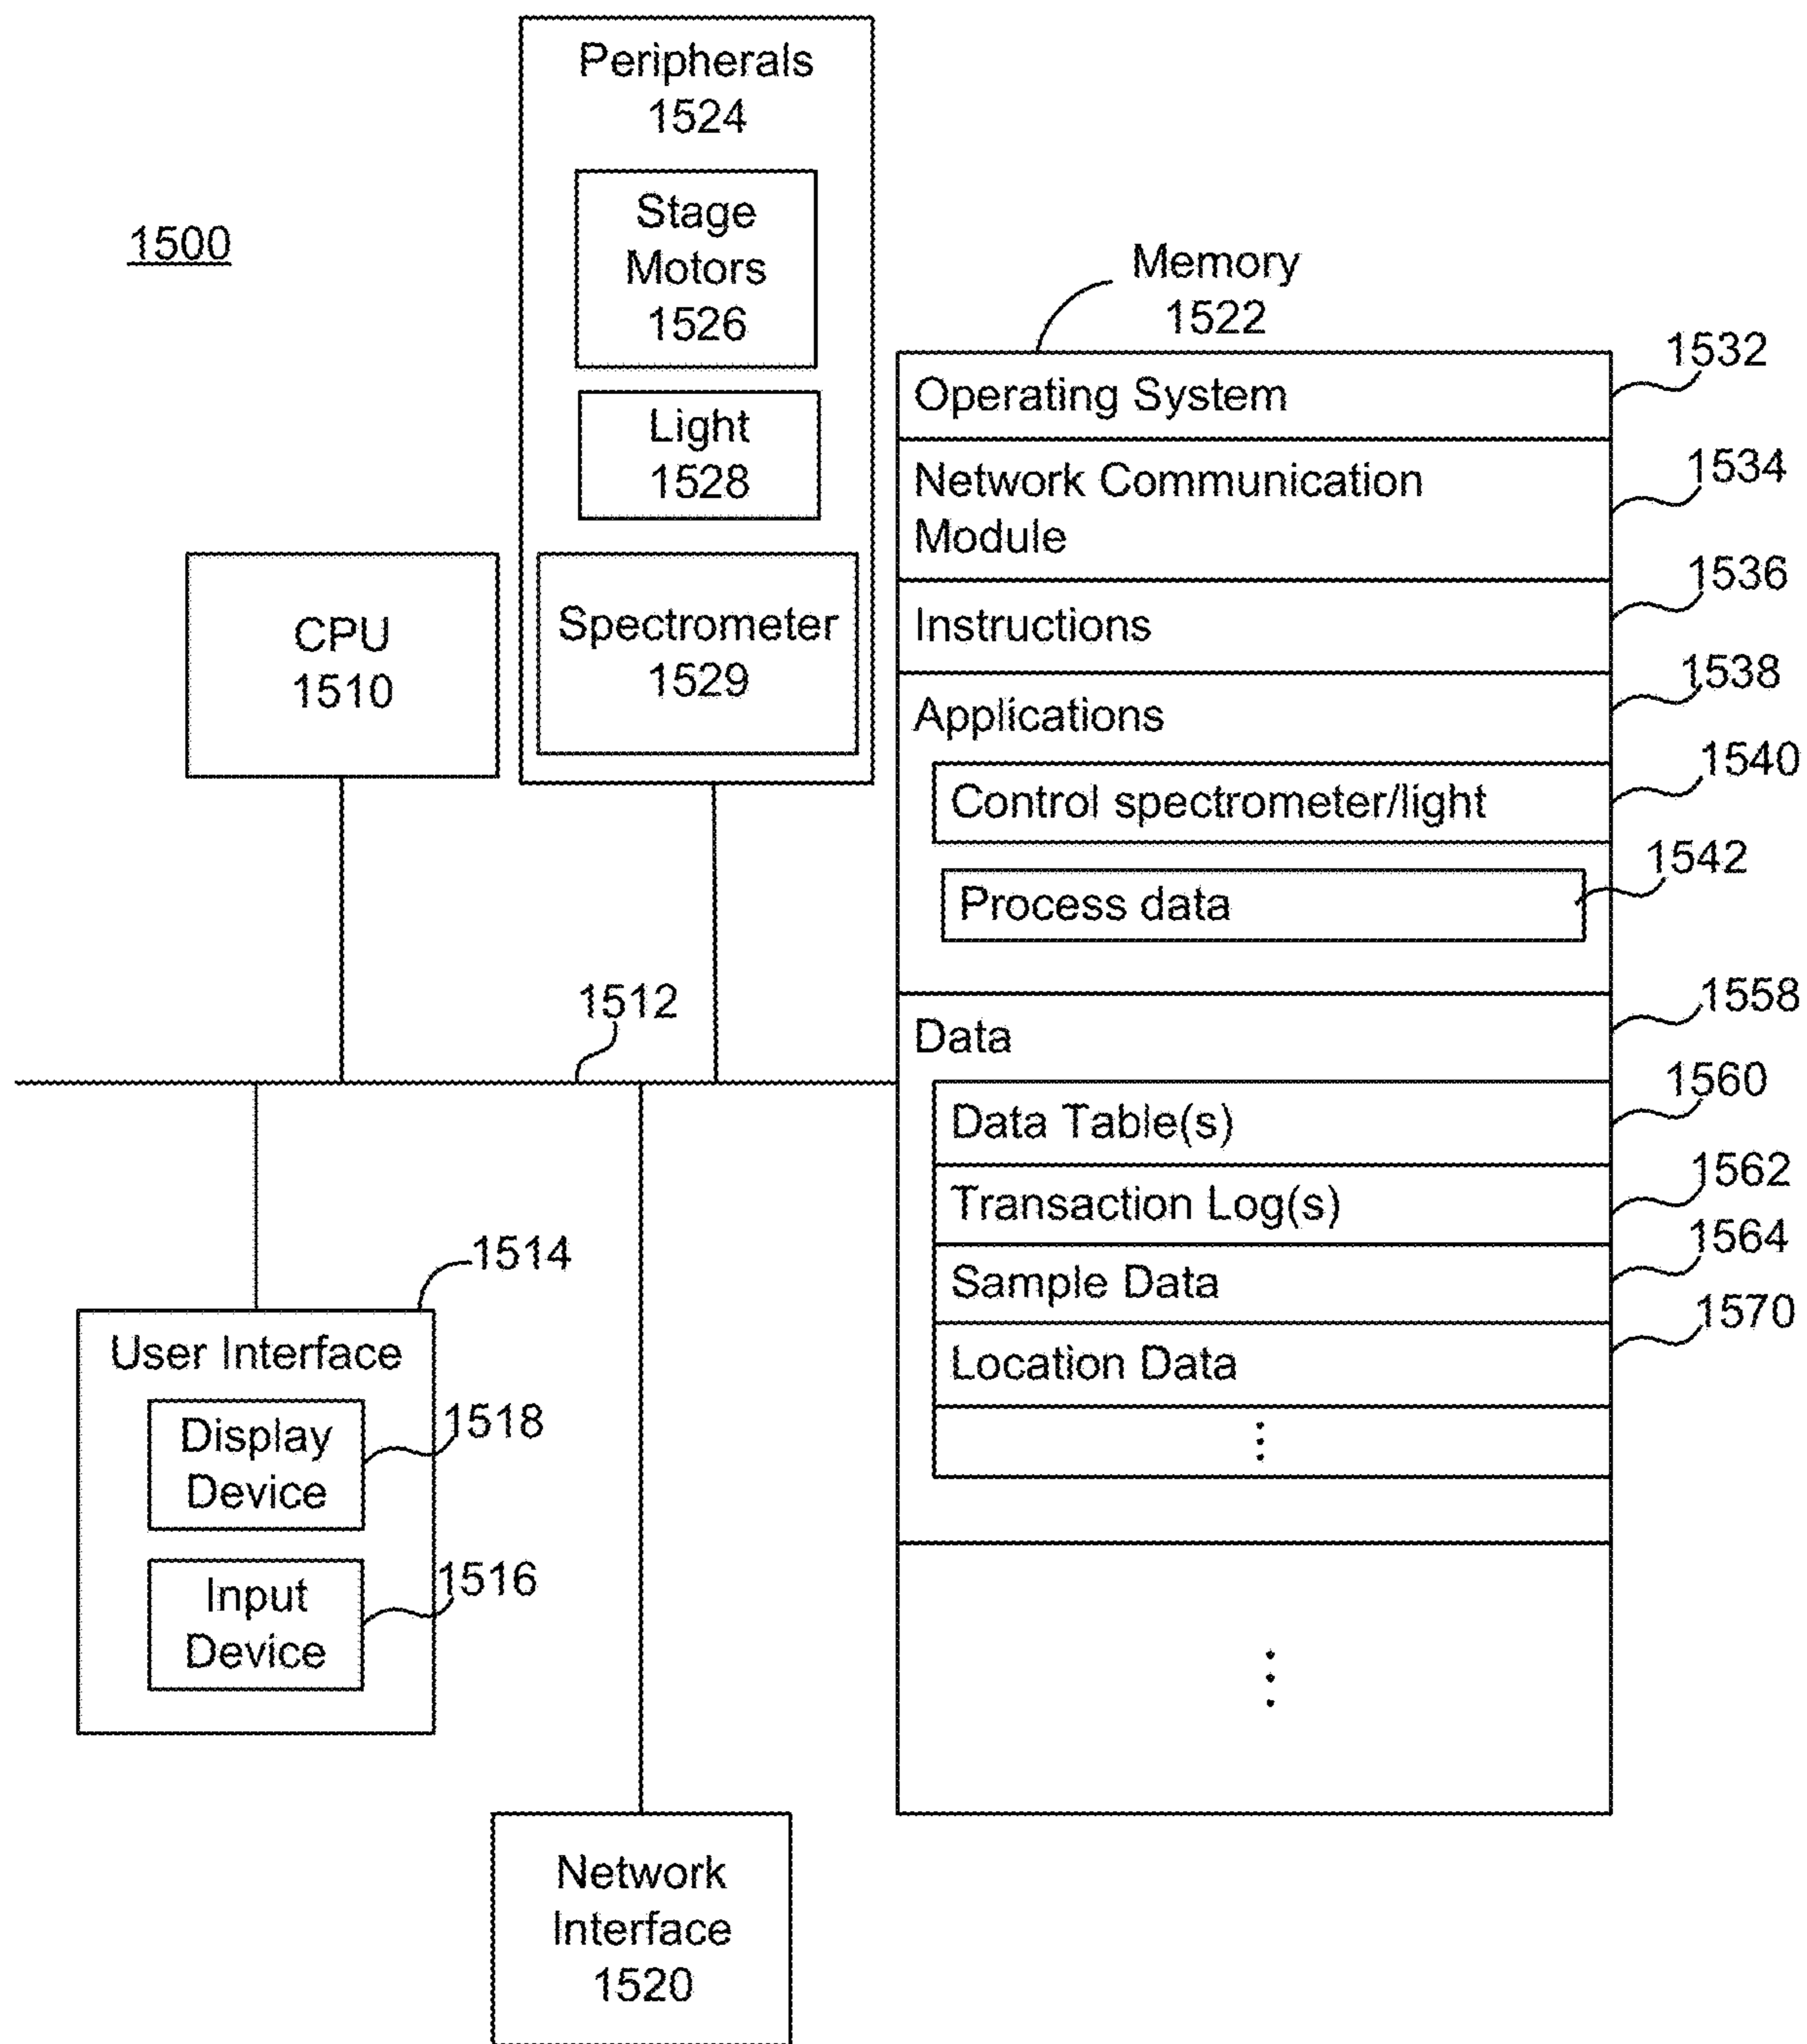 1500
Peripherals
1524
Stage
Motors
1526
Light
1528
Spectrometer
1529
CPU
1510
1512
Memory
1522
Operating System
1532
Network Communication
Module
1534
Instructions
1536
Applications
1538
Control spectrometer/light
1540
Process data
1542
Data
1558
Data Table(s)
1560
Transaction Log(s)
1562
Sample Data
1564
Location Data
1570
1514
User Interface
Display
Device
1518
Input
Device
1516
Network
Interface
1520